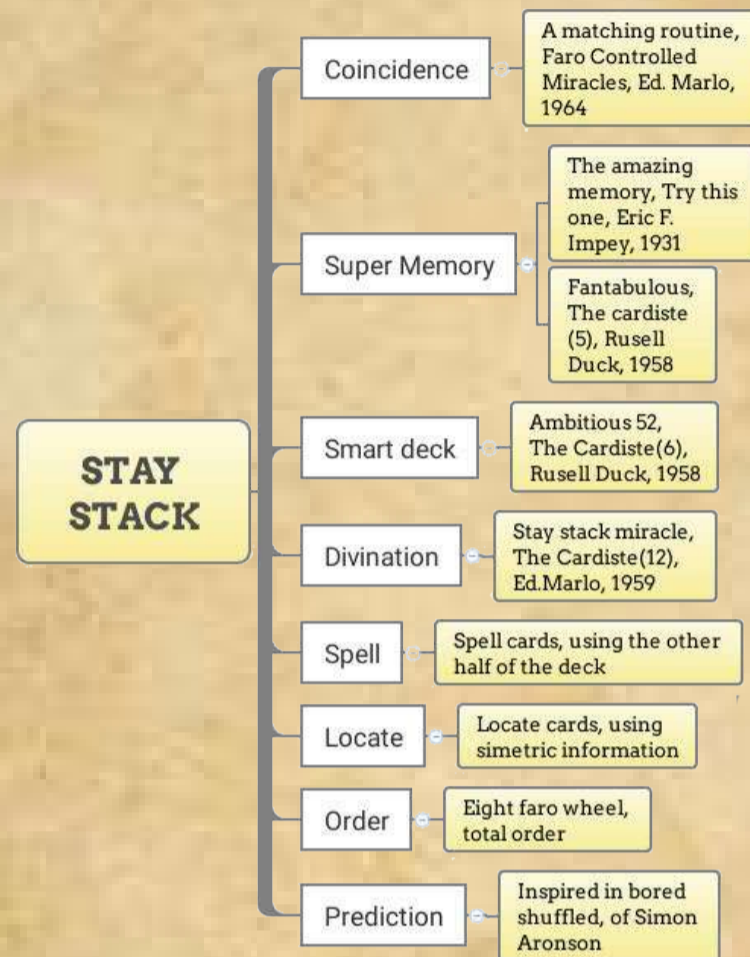 STAY
STACK
Coincidence
A matching routine,
Faro Controlled
Miracles, Ed. Marlo,
1964
Super Memory
The amazing
memory, Try this
one, Eric F.
Impey, 1931
Fantabulous,
The cardiste
(5), Rusell
Duck, 1958
Smart deck
Ambitious 52,
The Cardiste(6),
Rusell Duck, 1958
Divination
Stay stack miracle,
The Cardiste(12),
Ed.Marlo, 1959
Spell
Spell cards, using the other
half of the deck
Locate
Locate cards, using
simetric information
Order
Eight faro wheel,
total order
Prediction
Inspired in bored
shuffled, of Simon
Aronson